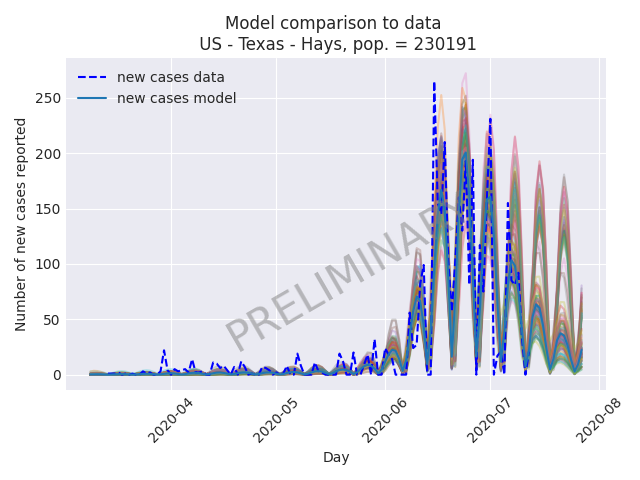 Model comparison to data
US - Texas - Hays, pop. = 230191
new cases data
new cases model
Number of new cases reported
250
200
150
100
50
0
PRELIMINARY
2020-04
2020-05
2020-06
2020-07
2020-08
Day